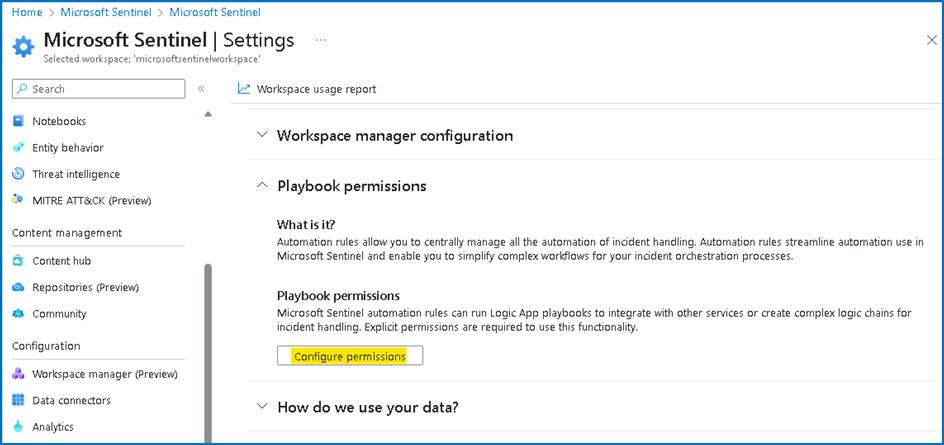 Home > Microsoft Sentinel > Microsoft Sentinel
Microsoft Sentinel | Settings ...
Selected workspace: 'microsoftsentinelworkspace'
Search
«
Workspace usage report
Notebooks
Entity behavior
Threat intelligence
MITRE ATT&CK (Preview)
Content management
Content hub
Repositories (Preview)
Community
Configuration
Workspace manager (Preview)
Data connectors
Analytics
Workspace manager configuration
Playbook permissions
What is it?
Automation rules allow you to centrally manage all the automation of incident handling. Automation rules streamline automation use in
Microsoft Sentinel and enable you to simplify complex workflows for your incident orchestration processes.
Playbook permissions
Microsoft Sentinel automation rules can run Logic App playbooks to integrate with other services or create complex logic chains for
incident handling. Explicit permissions are required to use this functionality.
Configure permissions
How do we use your data?